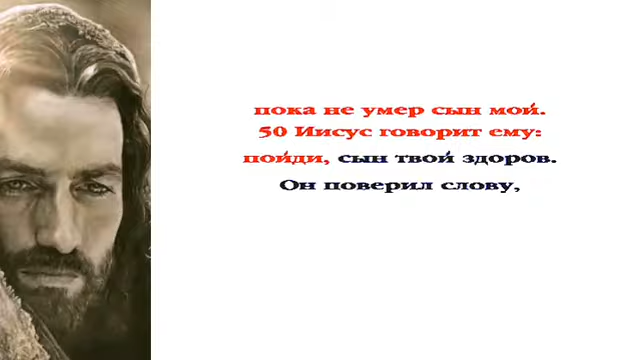 пока не умер сын мой.
50 Иисус говорит ему:
пойди, сын твой здоров.
Он поверил слову,